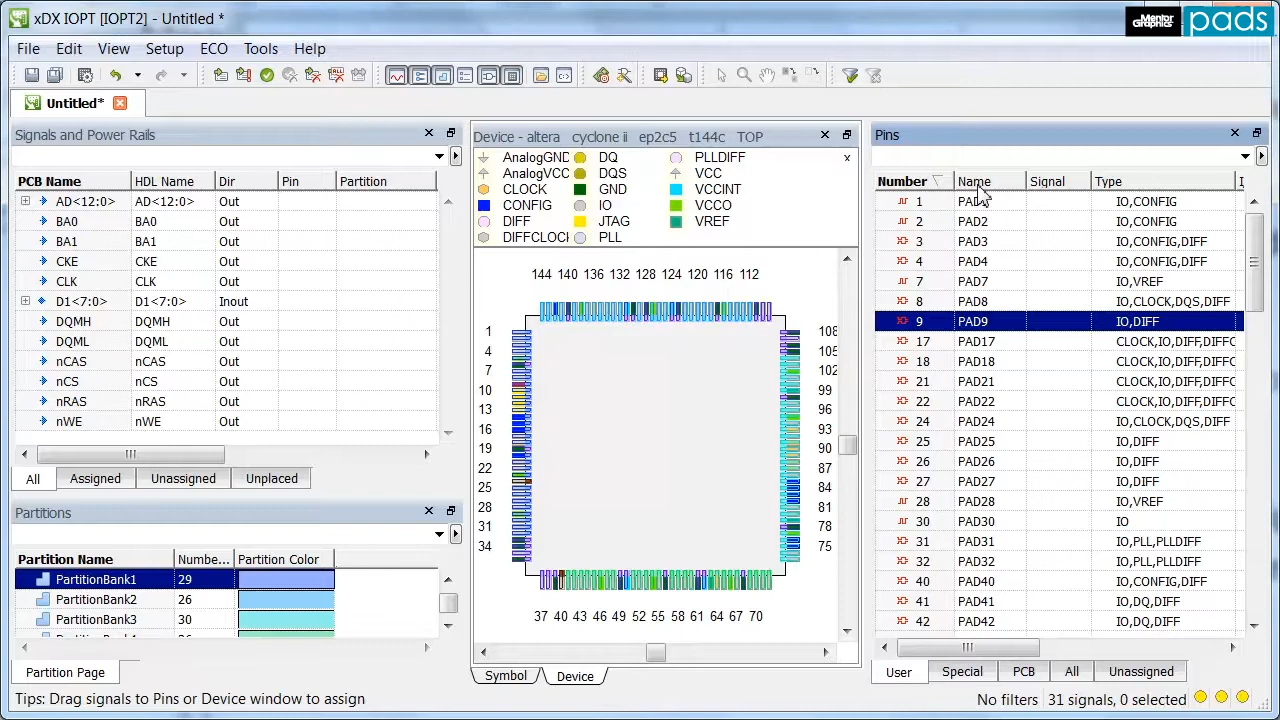 xDX IOPT [IOPT2] - Untitled *
Mentor Graphics pads
File Edit View Setup ECO Tools Help
Untitled*
Signals and Power Rails
PCB Name HDL Name Dir Pin Partition
AD<12:0> AD<12:0> Out
BA0 BA0 Out
BA1 BA1 Out
CKE CKE Out
CLK CLK Out
D1<7:0> D1<7:0> Inout
DQMH DQMH Out
DQML DQML Out
nCAS nCAS Out
nCS nCS Out
nRAS nRAS Out
nWE nWE Out
All Assigned Unassigned Unplaced
Partitions
Partition Name Numbe... Partition Color
PartitionBank1 29
PartitionBank2 26
PartitionBank3 30
Partition Page
Device - altera cyclone ii ep2c5 t144c TOP
AnalogGND DQ PLLDIFF
AnalogVCC DQS VCC
CLOCK GND VCCINT
CONFIG IO VCCO
DIFF JTAG VREF
DIFFCLOCK PLL
144 140 136 132 128 124 120 116 112
1 108
4 105
7 102
10 99
13 96
16 93
19 90
22 87
25 84
28 81
31 78
34 75
37 40 43 46 49 52 55 58 61 64 67 70
Symbol Device
Pins
Number Name Signal Type
1 PAD IO,CONFIG
2 PAD2 IO,CONFIG
3 PAD3 IO,CONFIG,DIFF
4 PAD4 IO,CONFIG,DIFF
7 PAD7 IO,VREF
8 PAD8 IO,CLOCK,DQS,DIFF
9 PAD9 IO,DIFF
17 PAD17 CLOCK,IO,DIFF,DIFFC
18 PAD18 CLOCK,IO,DIFF,DIFFC
21 PAD21 CLOCK,IO,DIFF,DIFFC
22 PAD22 CLOCK,IO,DIFF,DIFFC
24 PAD24 IO,CLOCK,DQS,DIFF
25 PAD25 IO,DIFF
26 PAD26 IO,DIFF
27 PAD27 IO,DIFF
28 PAD28 IO,VREF
30 PAD30 IO
31 PAD31 IO,PLL,PLLDIFF
32 PAD32 IO,PLL,PLLDIFF
40 PAD40 IO,CONFIG,DIFF
41 PAD41 IO,DQ,DIFF
42 PAD42 IO,DQ,DIFF
User Special PCB All Unassigned
Tips: Drag signals to Pins or Device window to assign
No filters 31 signals, 0 selected